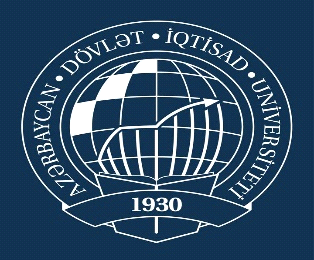 AZƏRBAYCAN • DÖVLƏT • İQTİSAD • UNİVERSİTETİ
1930